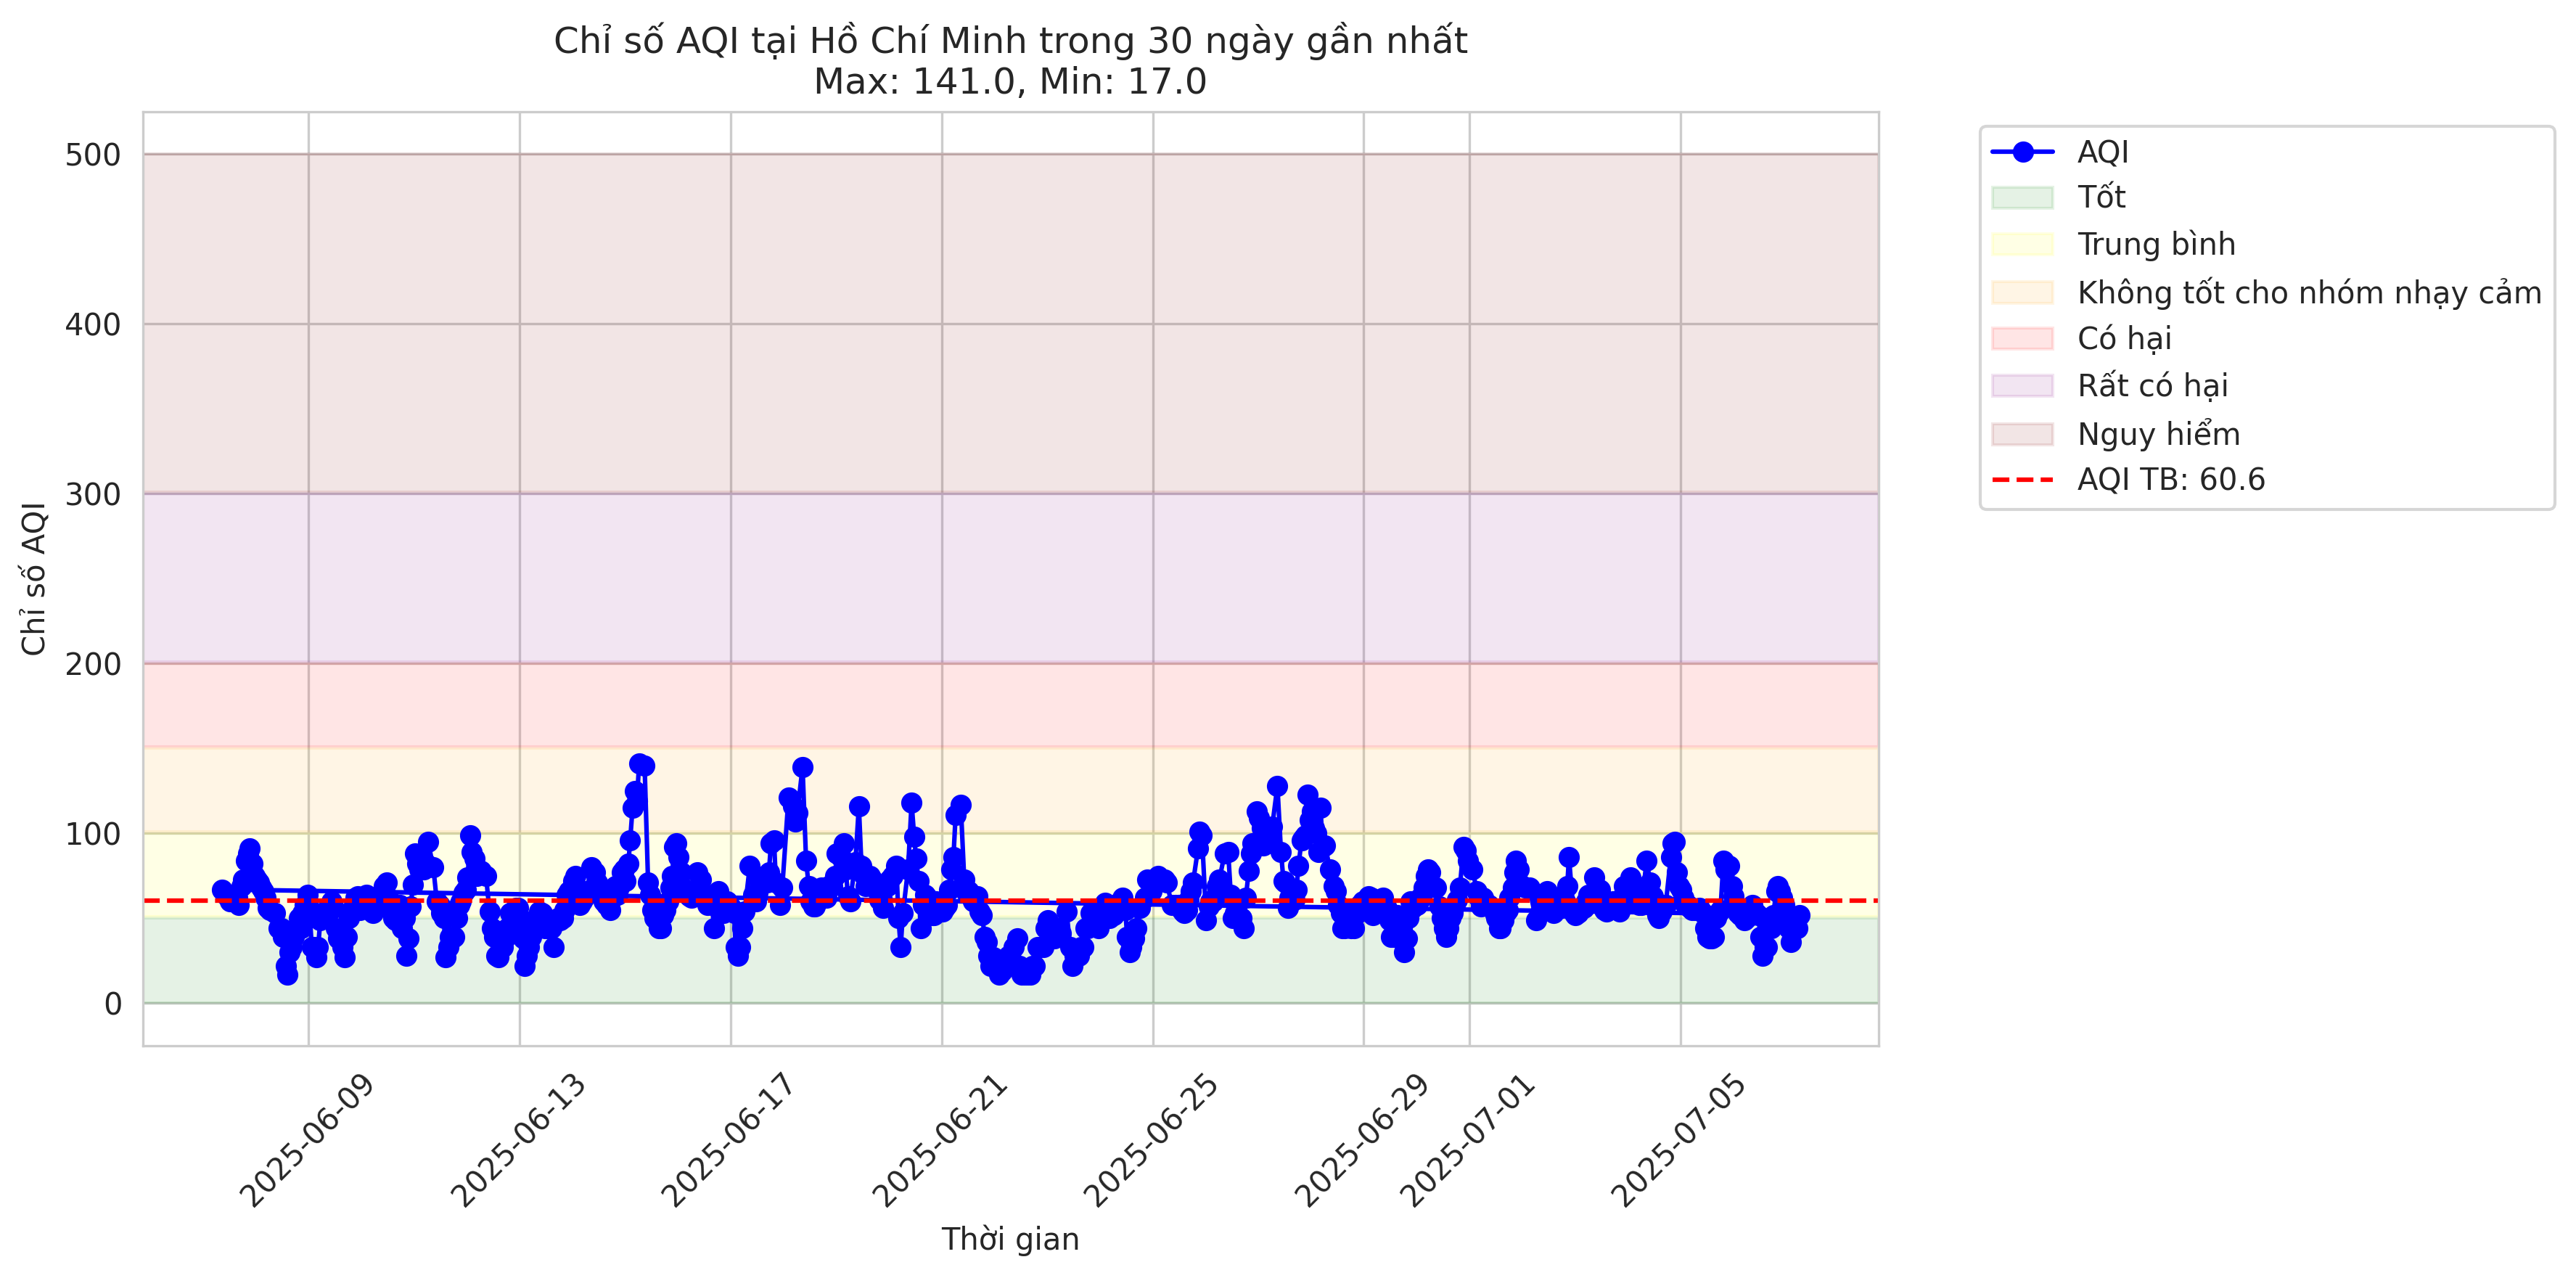 Chỉ số AQI tại Hồ Chí Minh trong 30 ngày gần nhất
Max: 141.0, Min: 17.0
Chỉ số AQI
500
400
300
200
100
0
2025-06-09
2025-06-13
2025-06-17
2025-06-21
2025-06-25
2025-06-29
2025-07-01
2025-07-05
Thời gian
AQI
Tốt
Trung bình
Không tốt cho nhóm nhạy cảm
Có hại
Rất có hại
Nguy hiểm
AQI TB: 60.6